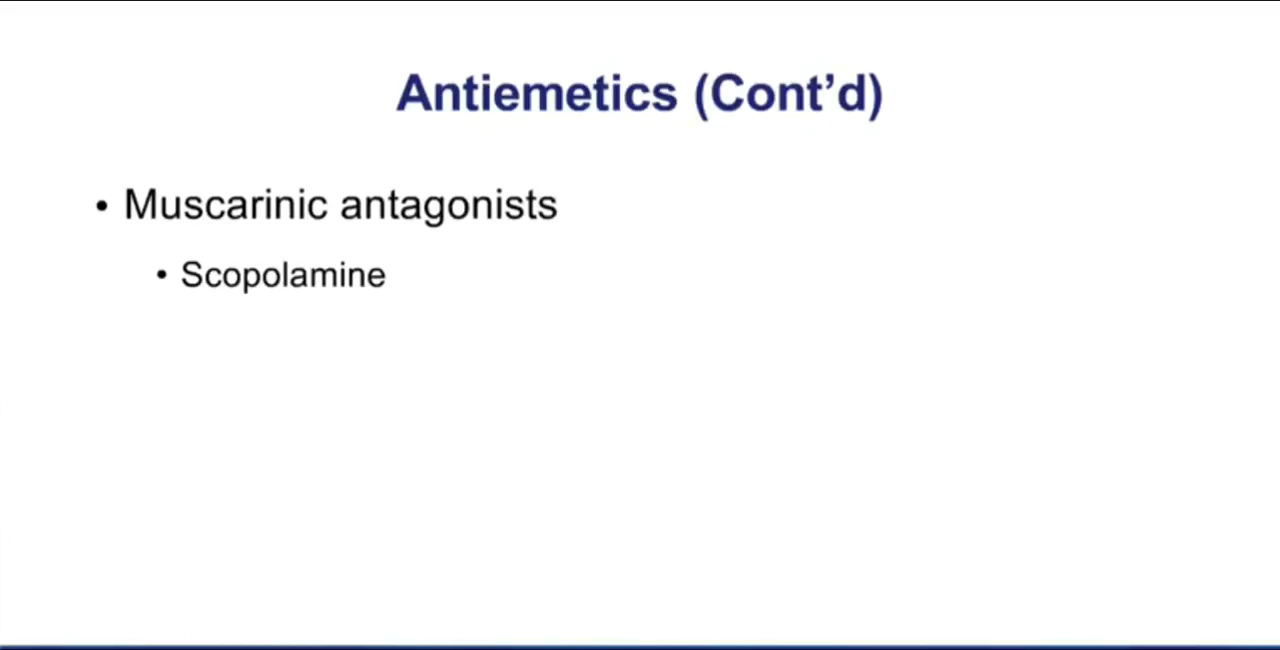 Antiemetics (Cont’d)
• Muscarinic antagonists
• Scopolamine